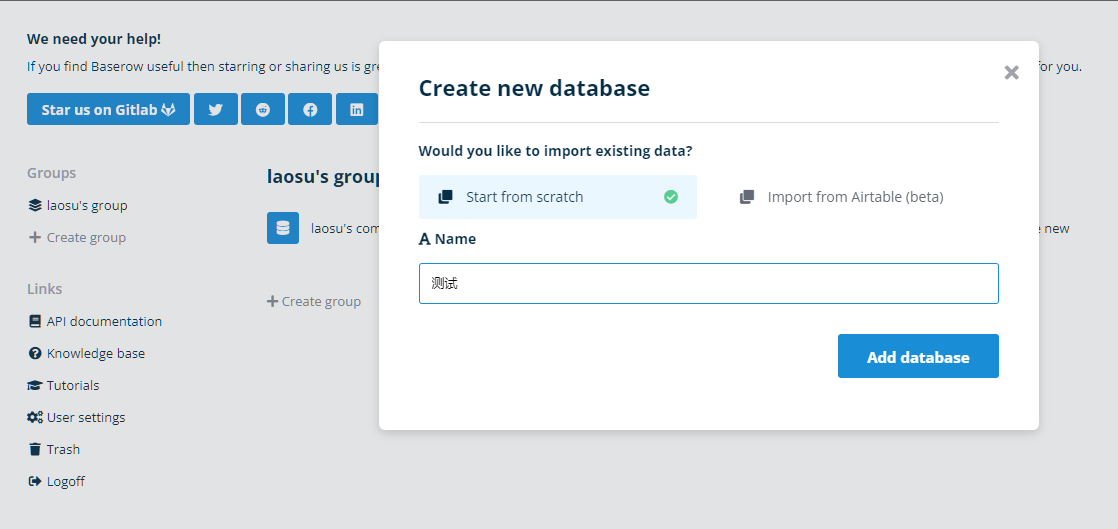 We need your help!
If you find Baserow useful then starring or sharing us is gre
for you.
Star us on Gitlab
Groups
laosu's group
Create group
Links
API documentation
Knowledge base
Tutorials
User settings
Trash
Logoff
laosu's group
laosu's com
e new
Create group
Create new database
Would you like to import existing data?
Start from scratch
Import from Airtable (beta)
Name
测试
Add database